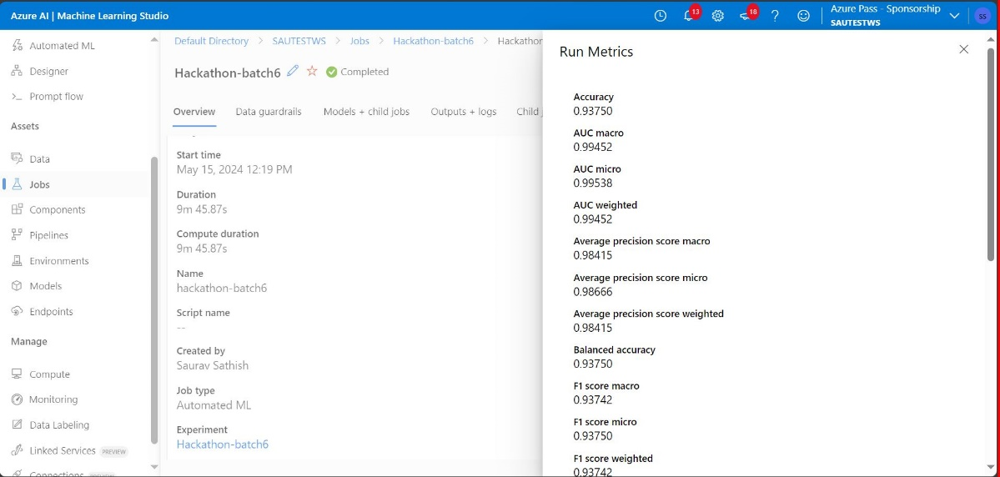 Azure AI | Machine Learning Studio
13
18
?
Azure Pass - Sponsorship
SAUTESTWS
SS
Automated ML
Designer
Prompt flow
Assets
Data
Jobs
Components
Pipelines
Environments
Models
Endpoints
Manage
Compute
Monitoring
Data Labeling
Linked Services PREVIEW
Connections PREVIEW
Default Directory > SAUTESTWS > Jobs > Hackathon-batch6 > Hackathon
Hackathon-batch6 Completed
Overview Data guardrails Models + child jobs Outputs + logs Child j
Start time
May 15, 2024 12:19 PM
Duration
9m 45.87s
Compute duration
9m 45.87s
Name
hackathon-batch6
Script name
--
Created by
Saurav Sathish
Job type
Automated ML
Experiment
Hackathon-batch6
Run Metrics
Accuracy
0.93750
AUC macro
0.99452
AUC micro
0.99538
AUC weighted
0.99452
Average precision score macro
0.98415
Average precision score micro
0.98666
Average precision score weighted
0.98415
Balanced accuracy
0.93750
F1 score macro
0.93742
F1 score micro
0.93750
F1 score weighted
0.93742